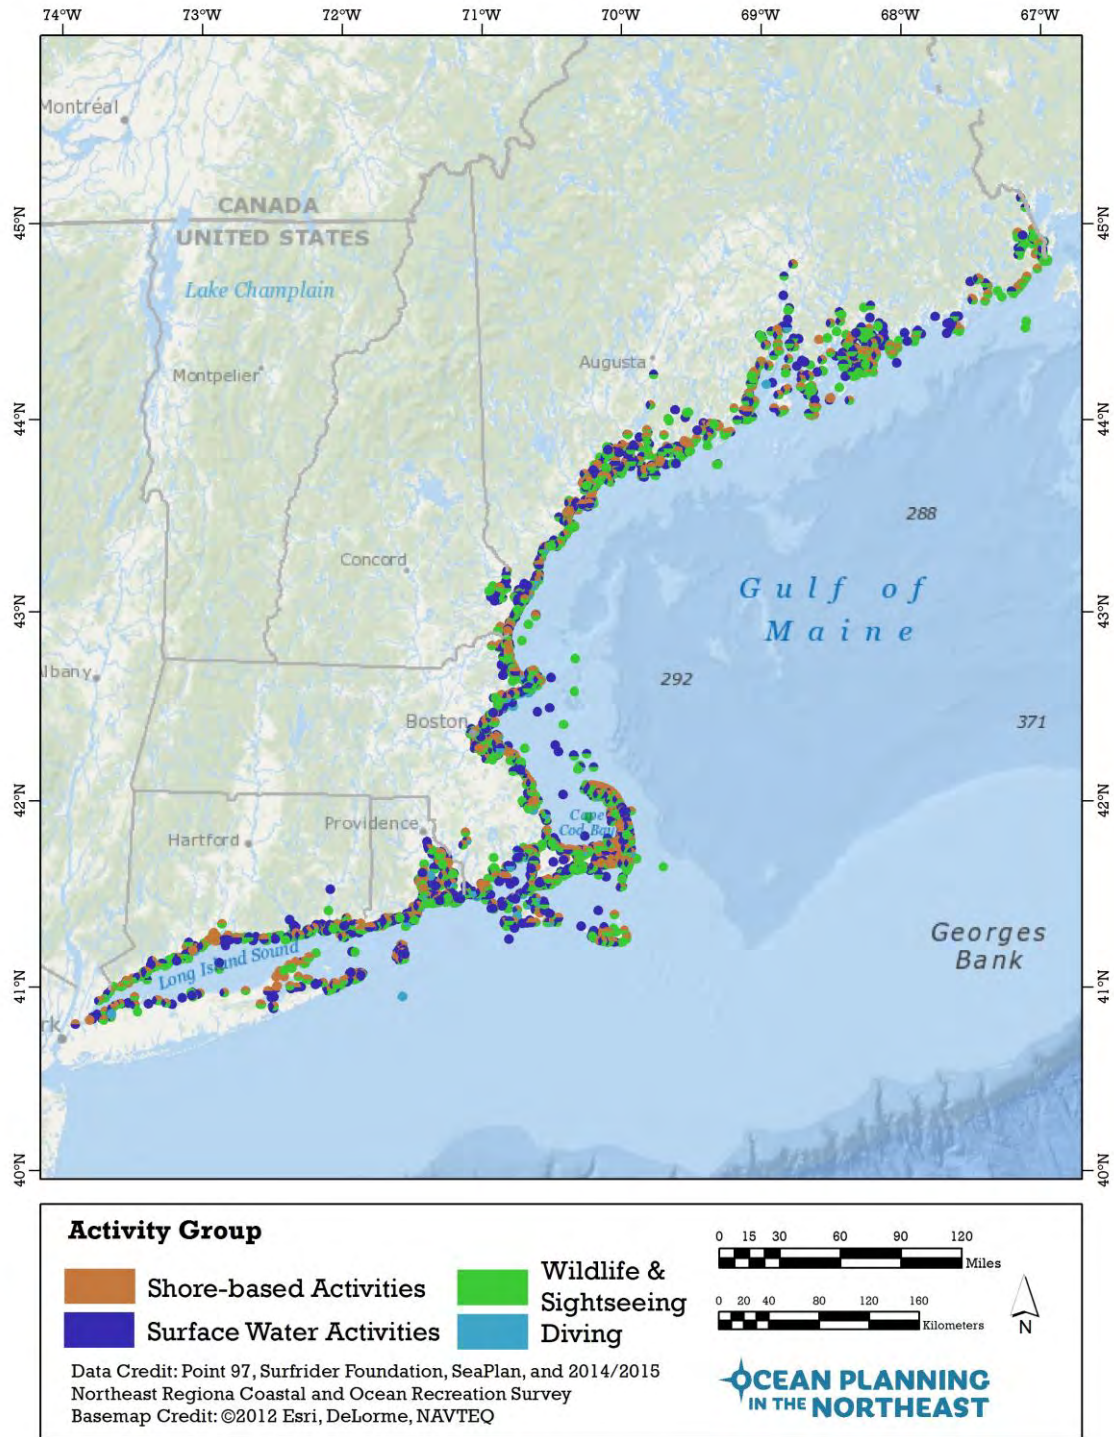 74°W 73°W 72°W 71°W 70°W 69°W 68°W 67°W
Montréal
CANADA
UNITED STATES
45°N
45°N
Lake Champlain
Montpelier
Augusta
44°N
44°N
288
Concord
Gulf of
Maine
43°N
43°N
lbany
292
Boston
371
42°N
42°N
Cape
Cod Bay
Providence
Hartford
Georges
Bank
Long Island Sound
41°N
41°N
rk
40°N
40°N
Activity Group
Shore-based Activities
Surface Water Activities
Wildlife &
Sightseeing
Diving
0 15 30 60 90 120
Miles
0 20 40 80 120 160
Kilometers
N
Data Credit: Point 97, Surfrider Foundation, SeaPlan, and 2014/2015
Northeast Regiona Coastal and Ocean Recreation Survey
Basemap Credit: ©2012 Esri, DeLorme, NAVTEQ
OCEAN PLANNING
IN THE NORTHEAST